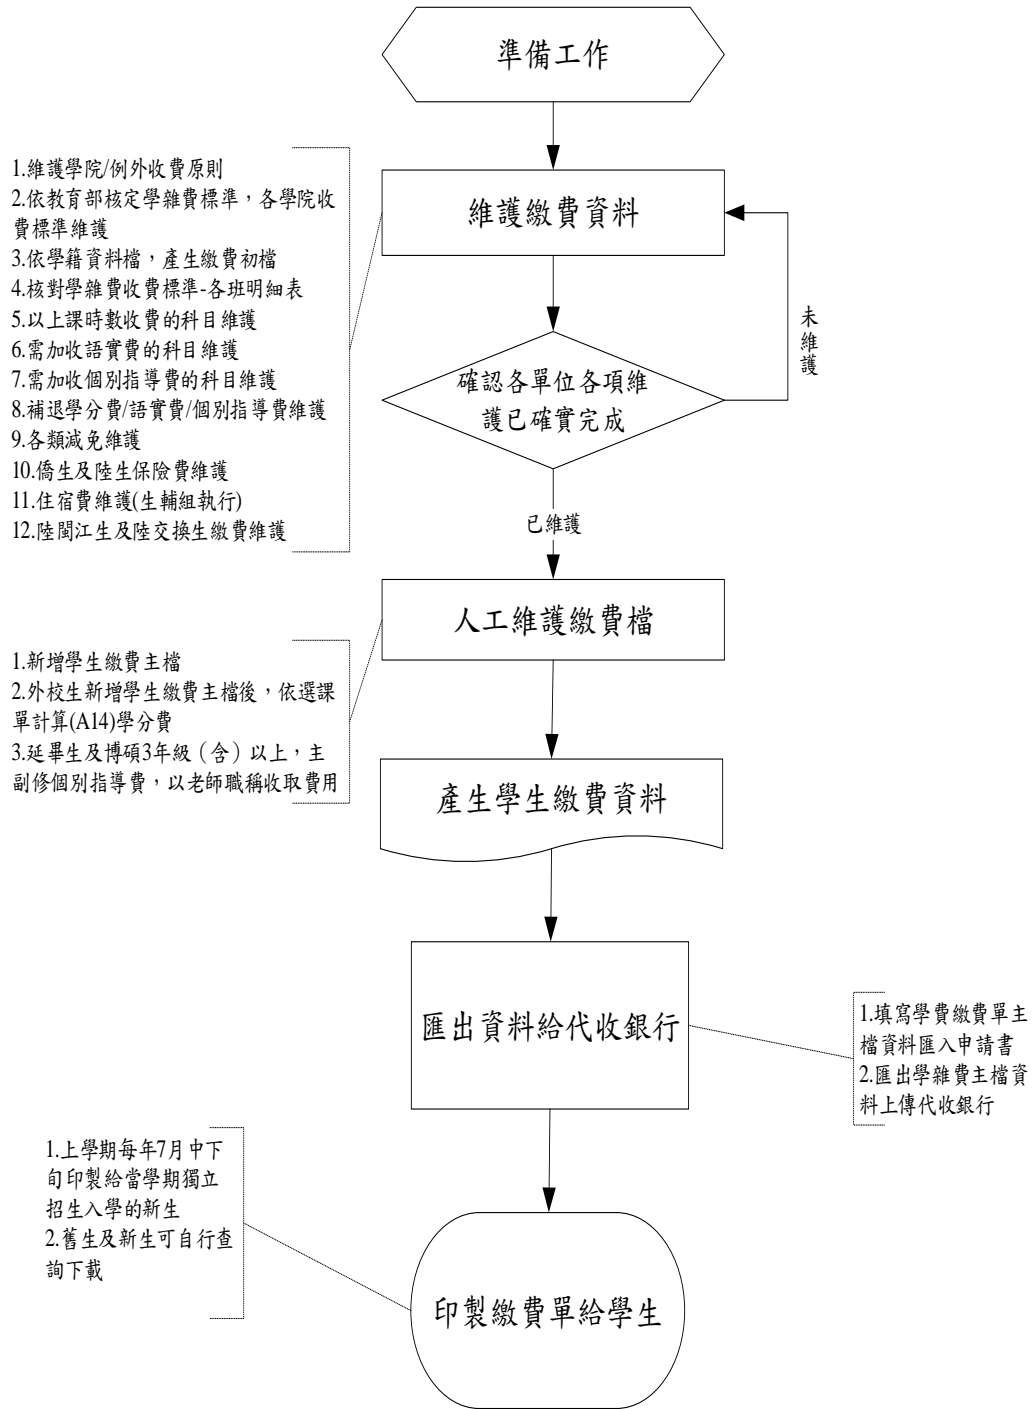 準備工作
1.維護學院/例外收費原則
2.依教育部核定學雜費標準，各學院收
費標準維護
3.依學籍資料檔，產生繳費初檔
4.核對學雜費收費標準-各班明細表
5.以上課時數收費的科目維護
6.需加收語實費的科目維護
7.需加收個別指導費的科目維護
8.補退學分費/語實費/個別指導費維護
9.各類減免維護
10.僑生及陸生保險費維護
11.住宿費維護(生輔組執行)
12.陸閩江生及陸交換生繳費維護
維護繳費資料
未維護
確認各單位各項維
護已確實完成
已維護
人工維護繳費檔
1.新增學生繳費主檔
2.外校生新增學生繳費主檔後，依選課
單計算(A14)學分費
3.延畢生及博碩3年級（含）以上，主
副修個別指導費，以老師職稱收取費用
產生學生繳費資料
匯出資料給代收銀行
1.填寫學費繳費單主
檔資料匯入申請書
2.匯出學雜費主檔資
料上傳代收銀行
1.上學期每年7月中下
旬印製給當學期獨立
招生入學的新生
2.舊生及新生可自行查
詢下載
印製繳費單給學生